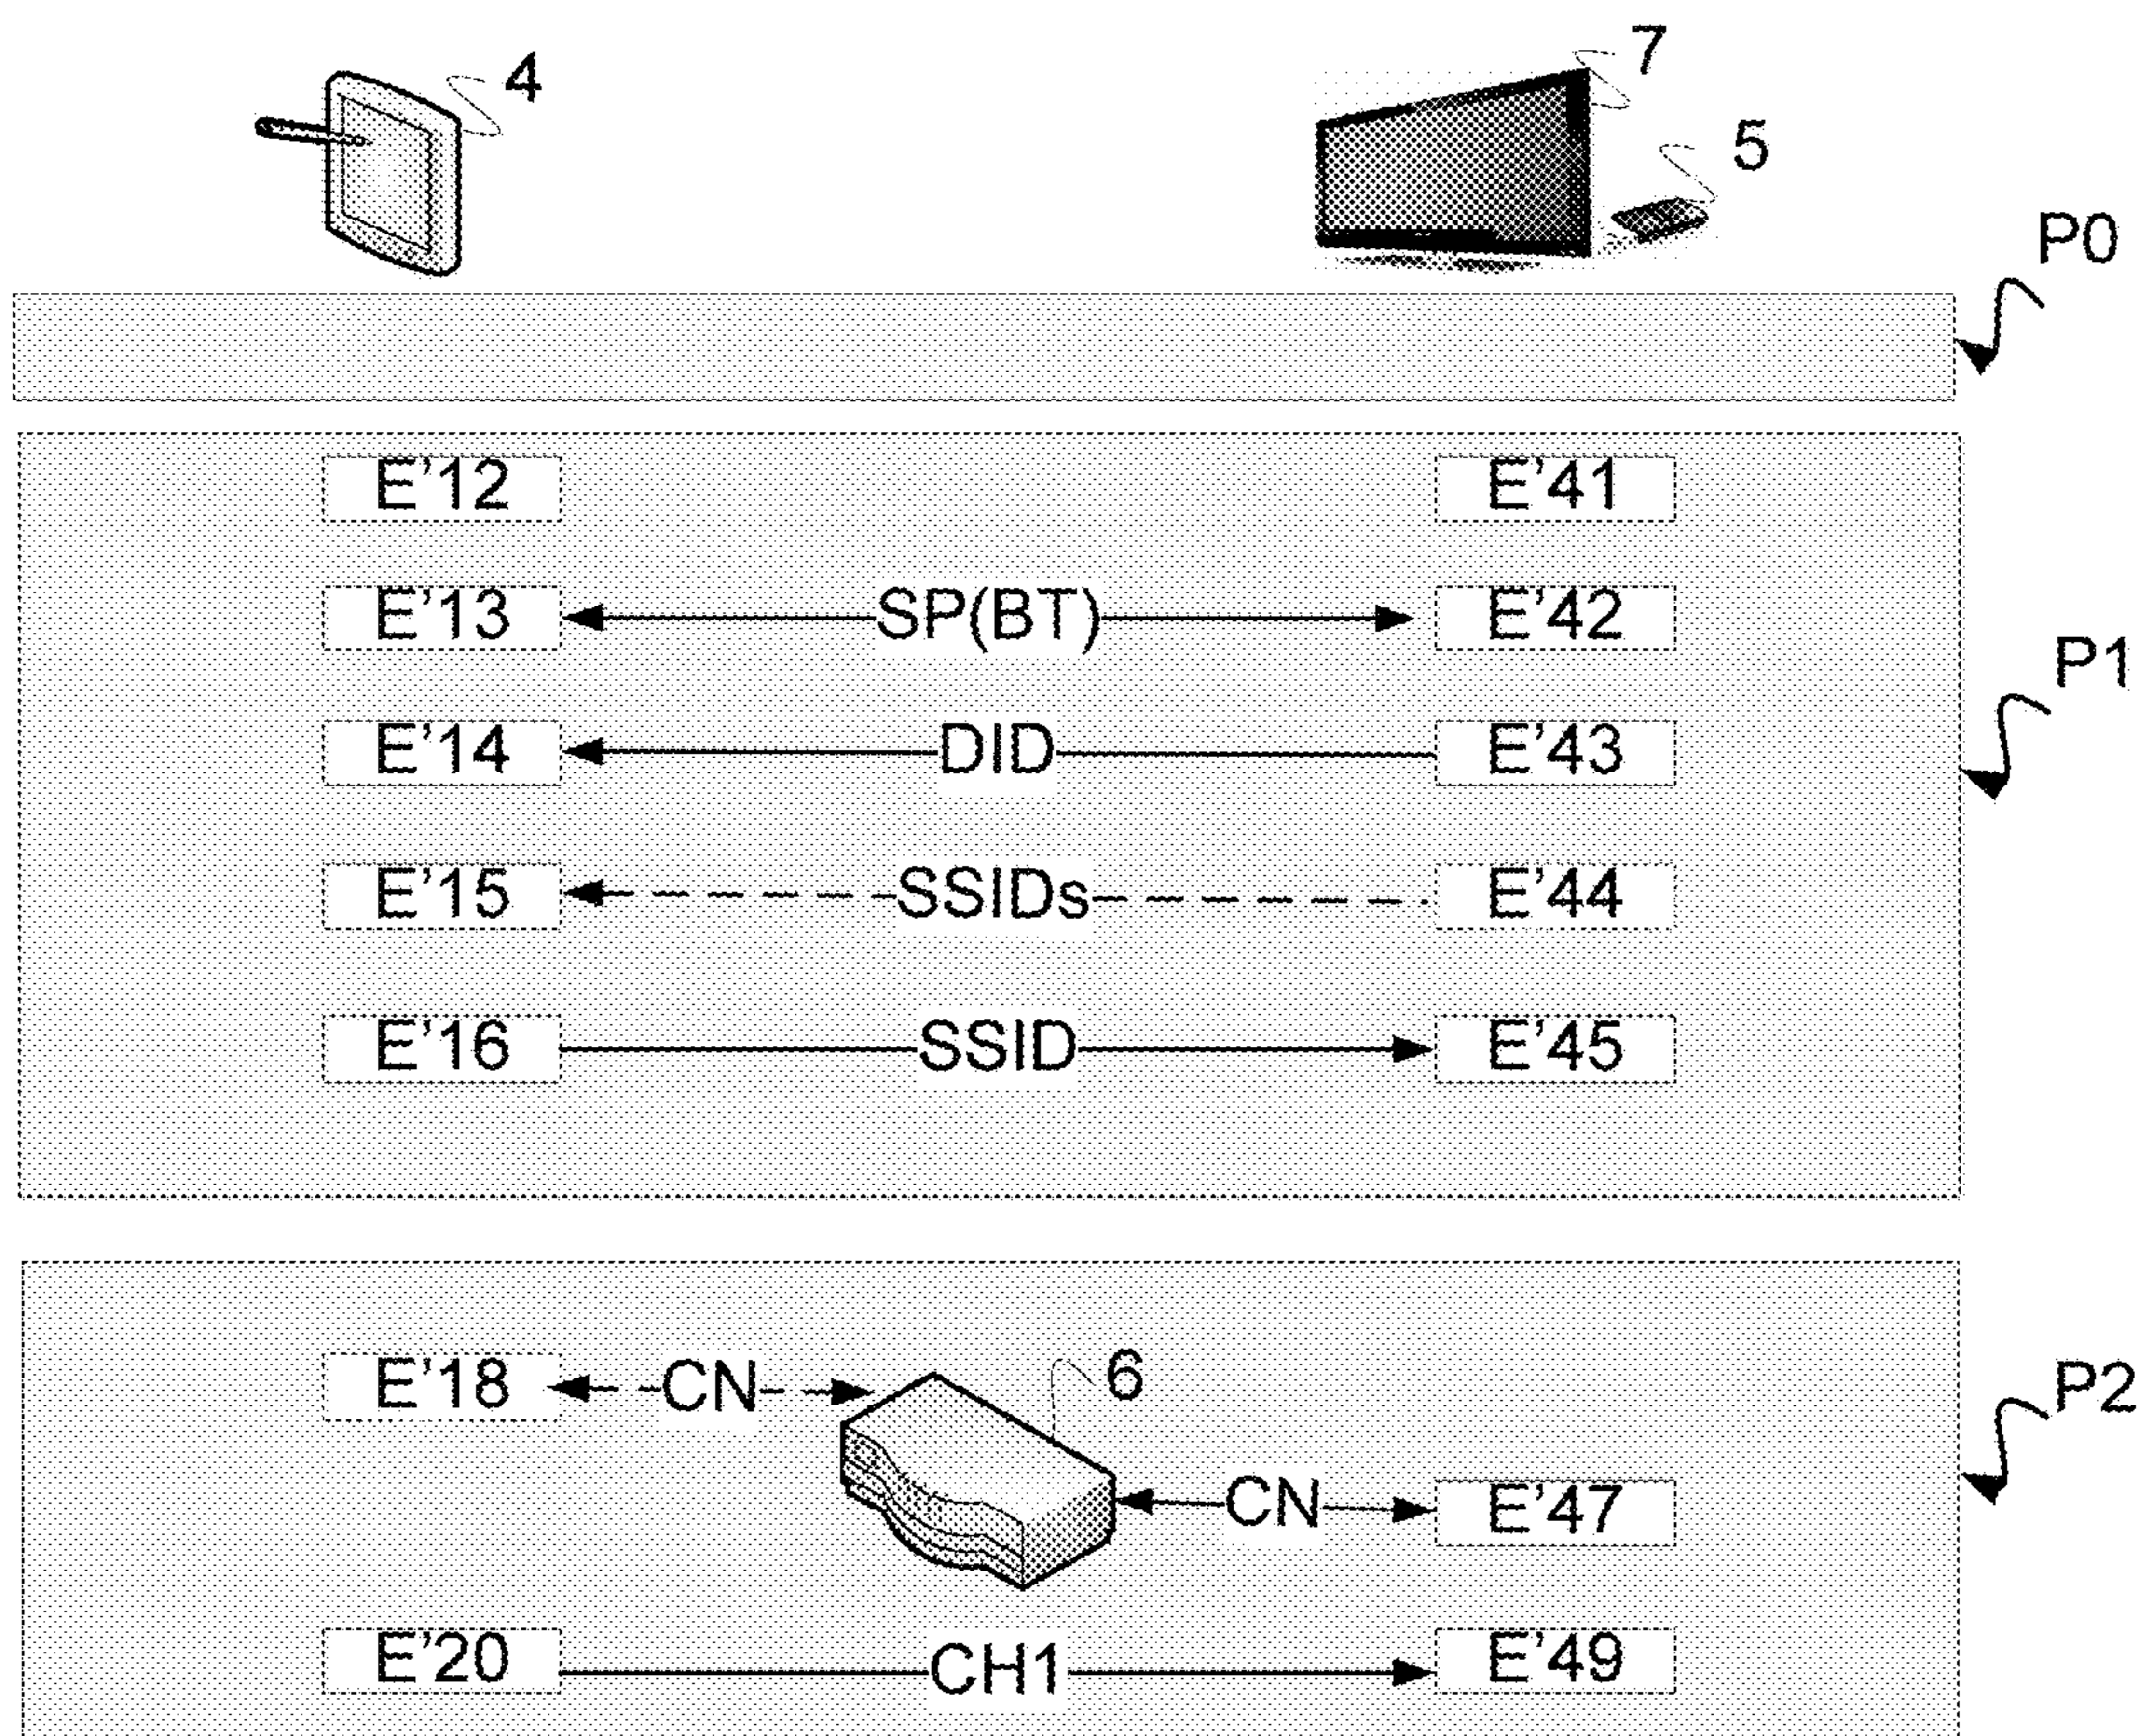 4
7
5
P0
E'12
E'41
E'13
SP(BT)
E'42
P1
E'14
DID
E'43
E'15
SSIDs
E'44
E'16
SSID
E'45
E'18
CN
6
P2
CN
E'47
E'20
CH1
E'49